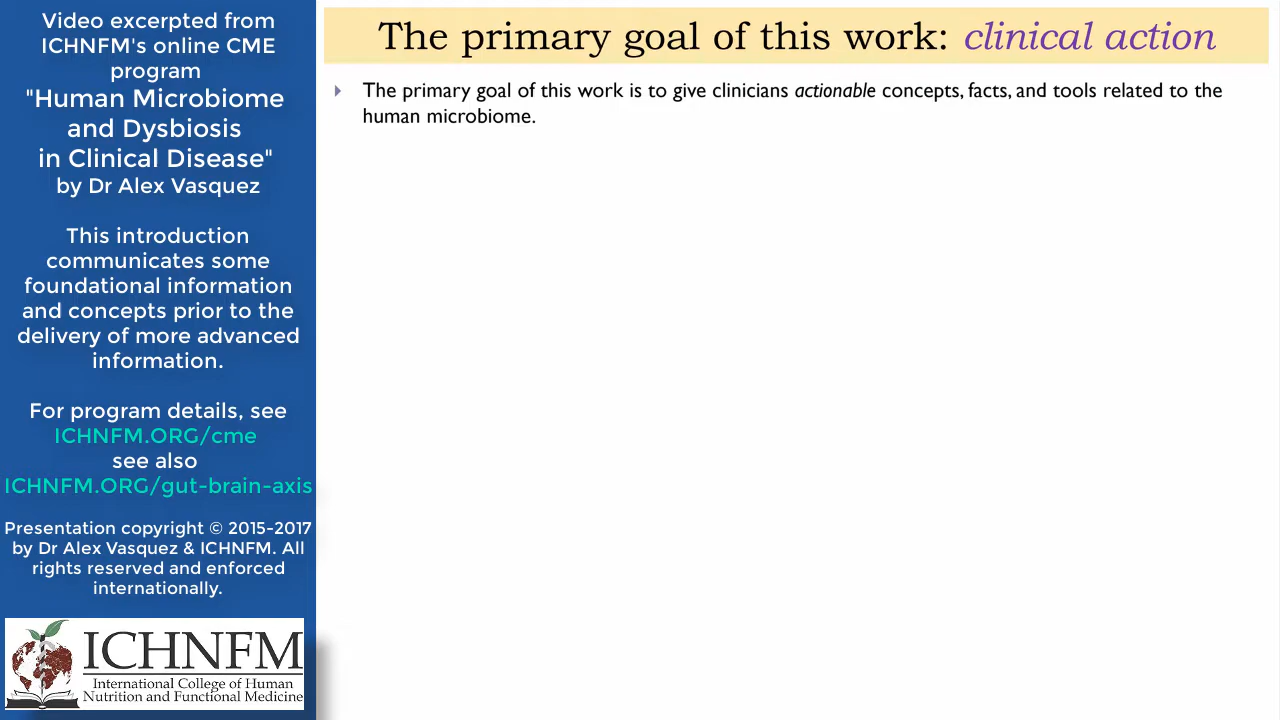 Video excerpted from
ICHNFM's online CME
program
"Human Microbiome
and Dysbiosis
in Clinical Disease"
by Dr Alex Vasquez
This introduction
communicates some
foundational information
and concepts prior to the
delivery of more advanced
information.
For program details, see
ICHNFM.ORG/cme
see also
ICHNFM.ORG/gut-brain-axis
Presentation copyright © 2015-2017
by Dr Alex Vasquez & ICHNFM. All
rights reserved and enforced
internationally.
ICHNFM
International College of Human
Nutrition and Functional Medicine
The primary goal of this work: clinical action
The primary goal of this work is to give clinicians actionable concepts, facts, and tools related to the
human microbiome.